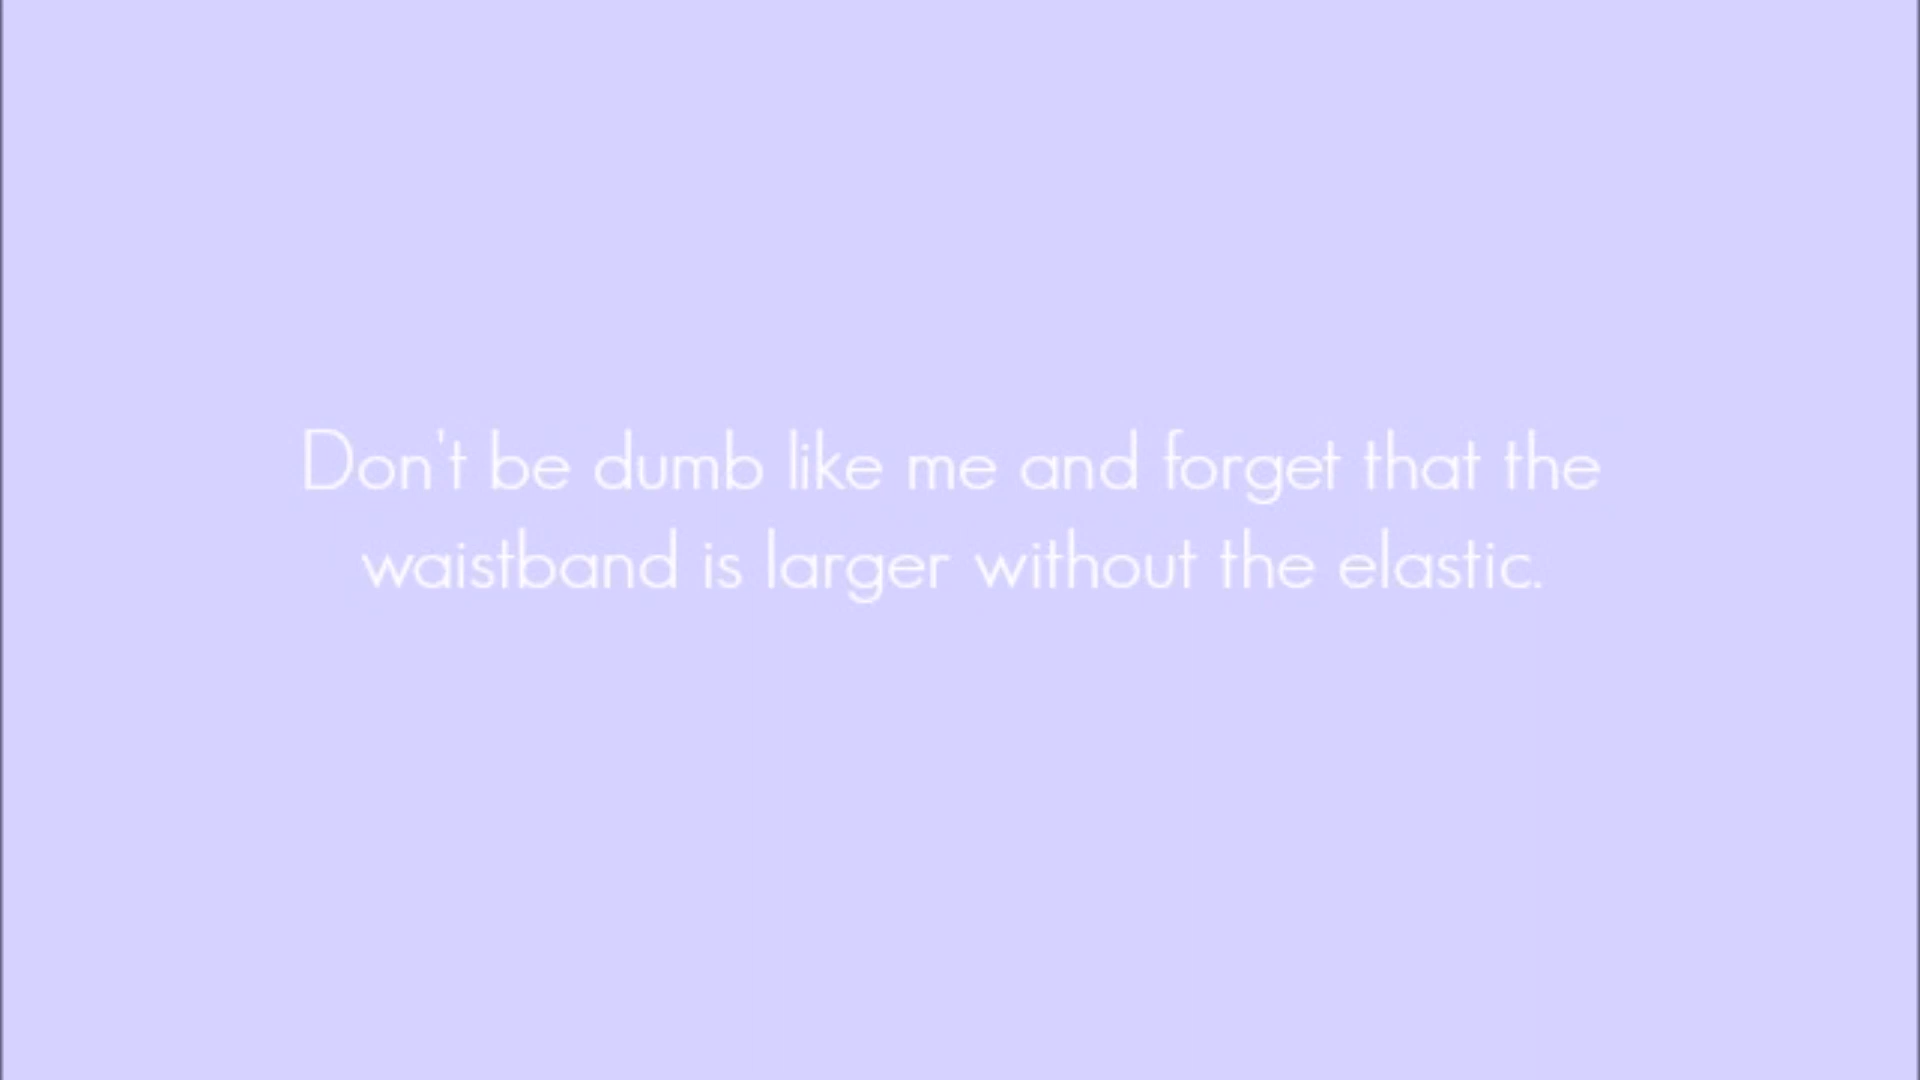 Don't be dumb like me and forget that the
waistband is larger without the elastic.